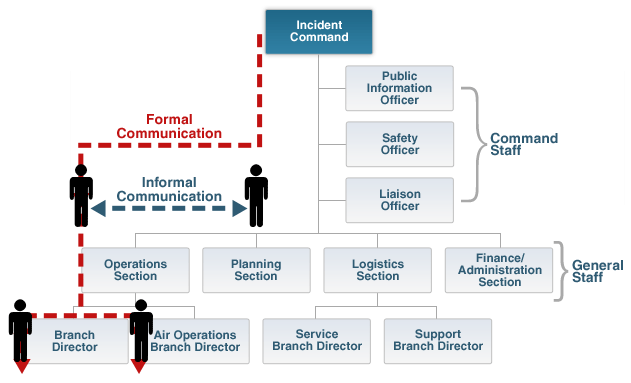 Incident
Command
Public
Information
Officer
Formal
Communication
Safety
Officer
Command
Staff
Informal
Communication
Liaison
Officer
Operations
Section
Planning
Section
Logistics
Section
Finance/
Administration
Section
General
Staff
Branch
Director
Air Operations
Branch Director
Service
Branch Director
Support
Branch Director